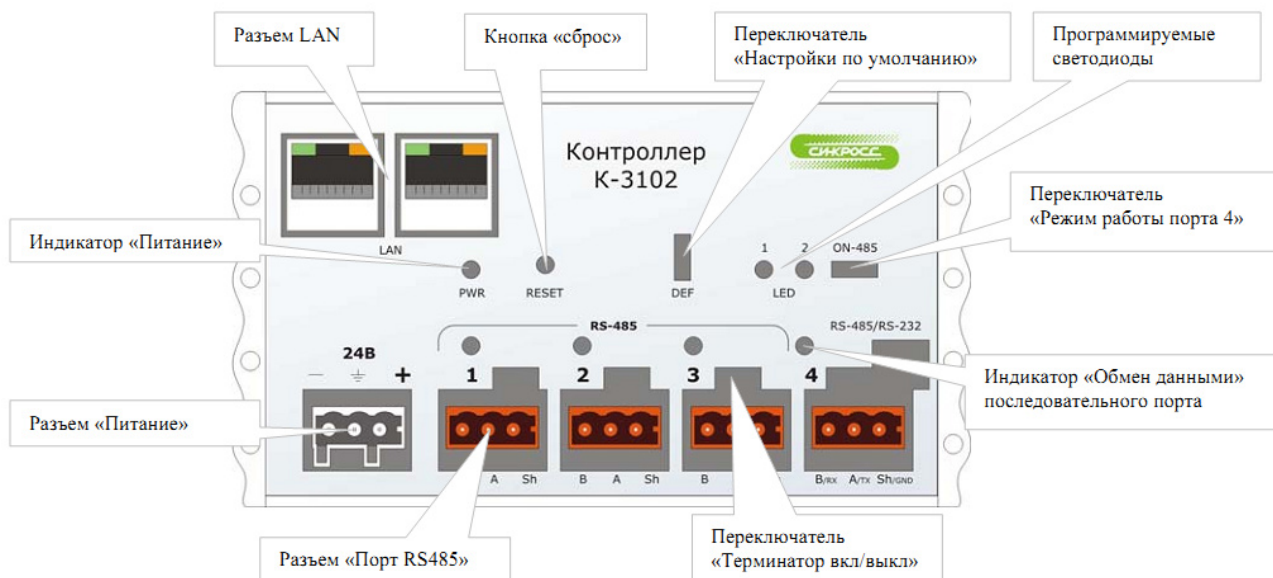 Разъем LAN
Кнопка «сброс»
Переключатель
«Настройки по умолчанию»
Программируемые
светодиоды
Контроллер
К-3102
СИКРОСС
Переключатель
«Режим работы порта 4»
Индикатор «Питание»
LAN
1 2 ON-485
PWR RESET DEF LED
RS-485 RS-485/RS-232
24В
– + 1 2 3 4
Индикатор «Обмен данными»
последовательного порта
Разъем «Питание»
A Sh B A Sh B B/RX A/TX Sh/GND
Разъем «Порт RS485»
Переключатель
«Терминатор вкл/выкл»